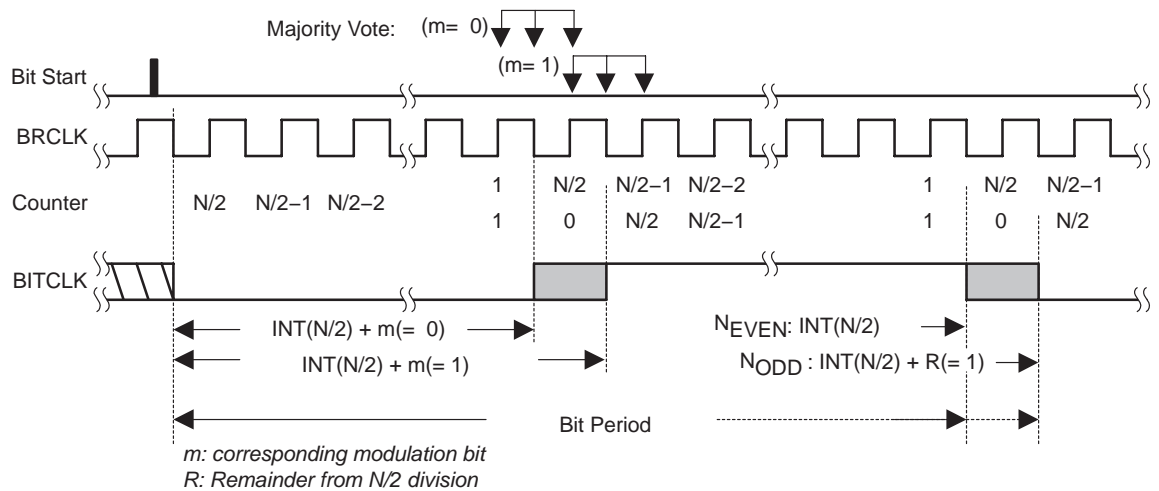 Majority Vote: (m= 0)
(m= 1)
Bit Start
BRCLK
1 N/2 N/2–1 N/2–2 1 N/2 N/2–1
Counter N/2 N/2–1 N/2–2
1 0 N/2 N/2–1 1 0 N/2
BITCLK
INT(N/2) + m(= 0) NEVEN: INT(N/2)
INT(N/2) + m(= 1) NODD : INT(N/2) + R(= 1)
Bit Period
m: corresponding modulation bit
R: Remainder from N/2 division